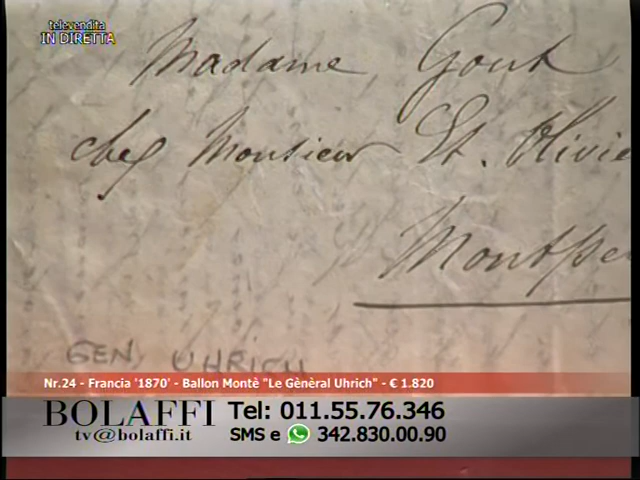 televendita
IN DIRETTA
Madame Gout
chez Monsieur St. Olivie
Montpe
GEN, UHRICH
Nr.24 - Francia '1870' - Ballon Montè "Le Gènèral Uhrich" - € 1.820
BOLAFFI
tv@bolaffi.it
Tel: 011.55.76.346
SMS e 342.830.00.90